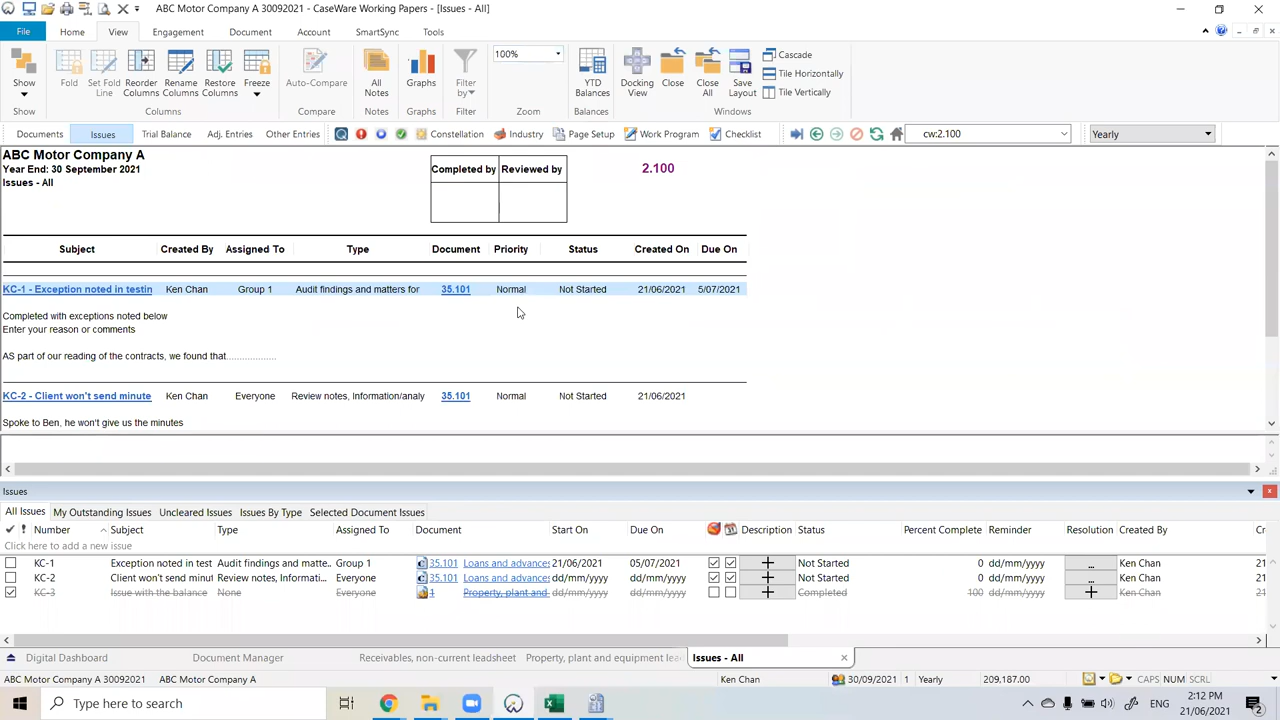 ABC Motor Company A 30092021 - CaseWare Working Papers - [Issues - All]
File Home View Engagement Document Account SmartSync Tools
Show Fold Set Fold Line Reorder Columns Rename Columns Restore Columns Freeze Auto-Compare All Notes Graphs Filter by 100% YTD Balances Docking View Close Close All Save Layout Cascade Tile Horizontally Tile Vertically
Show Columns Compare Notes Graphs Filter Zoom Balances Windows
Documents Issues Trial Balance Adj. Entries Other Entries Constellation Industry Page Setup Work Program Checklist cw:2.100 Yearly
ABC Motor Company A
Year End: 30 September 2021
Issues - All
Completed by Reviewed by
2.100
Subject Created By Assigned To Type Document Priority Status Created On Due On
KC-1 - Exception noted in testin Ken Chan Group 1 Audit findings and matters for 35.101 Normal Not Started 21/06/2021 5/07/2021
Completed with exceptions noted below
Enter your reason or comments
AS part of our reading of the contracts, we found that..................
KC-2 - Client won't send minute Ken Chan Everyone Review notes, Information/analy 35.101 Normal Not Started 21/06/2021
Spoke to Ben, he won't give us the minutes
Issues
All Issues My Outstanding Issues Uncleared Issues Issues By Type Selected Document Issues
Number Subject Type Assigned To Document Start On Due On Description Status Percent Complete Reminder Resolution Created By Cr
Click here to add a new issue
KC-1 Exception noted in test Audit findings and matte... Group 1 35.101 Loans and advances 21/06/2021 05/07/2021 + Not Started 0 dd/mm/yyyy ... Ken Chan 21
KC-2 Client won't send minut Review notes, Informati... Everyone 35.101 Loans and advances dd/mm/yyyy dd/mm/yyyy + Not Started 0 dd/mm/yyyy ... Ken Chan 21
KC-3 Issue with the balance None Everyone 1 Property, plant and dd/mm/yyyy dd/mm/yyyy + Completed 100 dd/mm/yyyy + Ken Chan 21
Digital Dashboard Document Manager Receivables, non-current leadsheet Property, plant and equipment lea Issues - All
ABC Motor Company A 30092021 ABC Motor Company A Ken Chan 30/09/2021 1 Yearly 209,187.00 CAPS NUM SCRL
Type here to search ENG 2:12 PM 21/06/2021 2